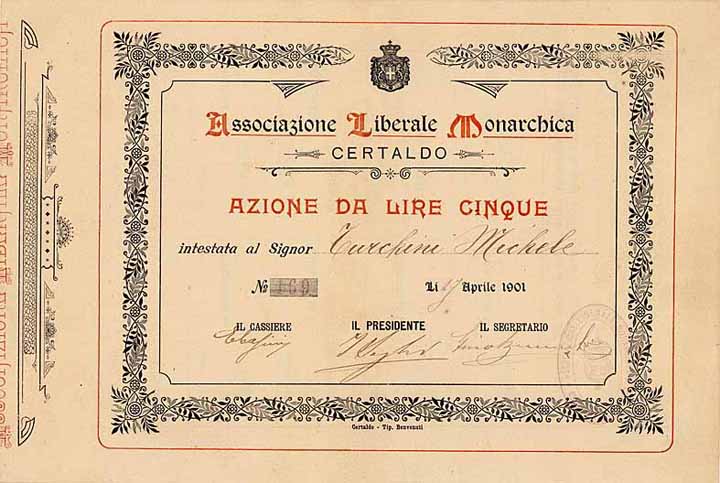 Associazione Liberale Monarchica
CERTALDO
AZIONE DA LIRE CINQUE
intestata al Signor Turchini Michele
No 169 Li Aprile 1901
IL CASSIERE IL PRESIDENTE IL SEGRETARIO
Certaldo - Tip. Benvenuti